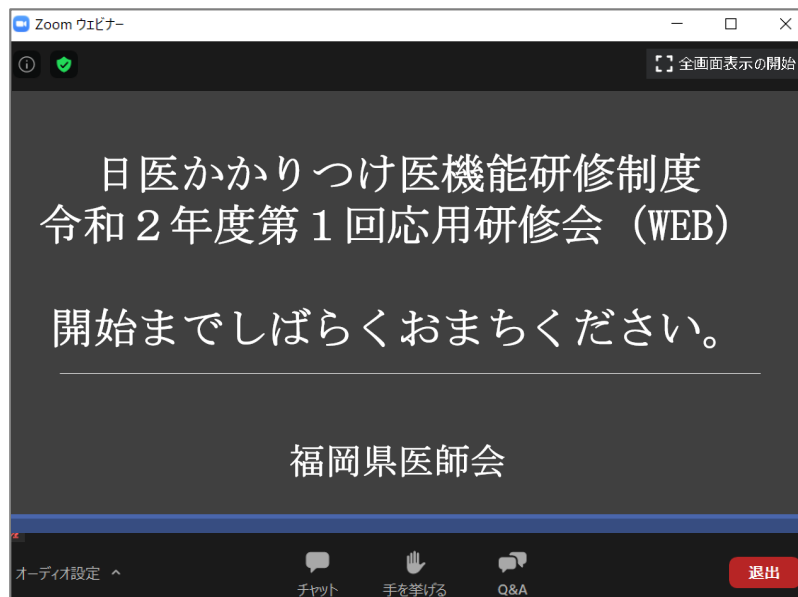 Zoom ウェビナー
全画面表示の開始
日医かかりつけ医機能研修制度
令和２年度第１回応用研修会（WEB）
開始までしばらくおまちください。
福岡県医師会
オーディオ設定
チャット
手を挙げる
Q&A
退出